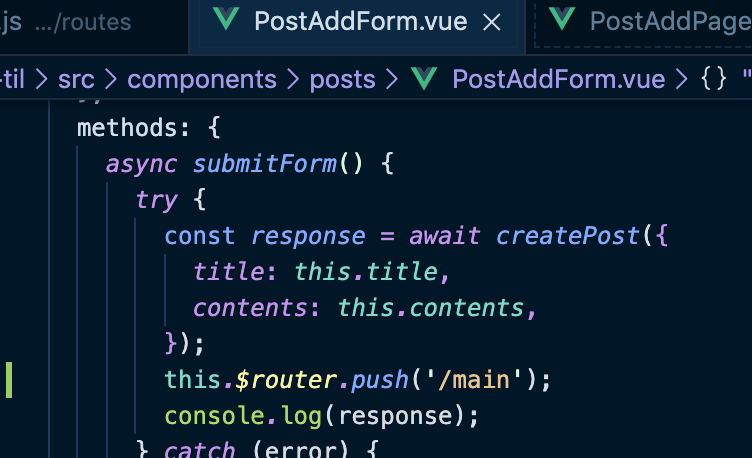 .js .../routes PostAddForm.vue × PostAddPage
-til > src > components > posts > PostAddForm.vue > {} "
methods: {
async submitForm() {
try {
const response = await createPost({
title: this.title,
contents: this.contents,
});
this.$router.push('/main');
console.log(response);
} catch (error) {